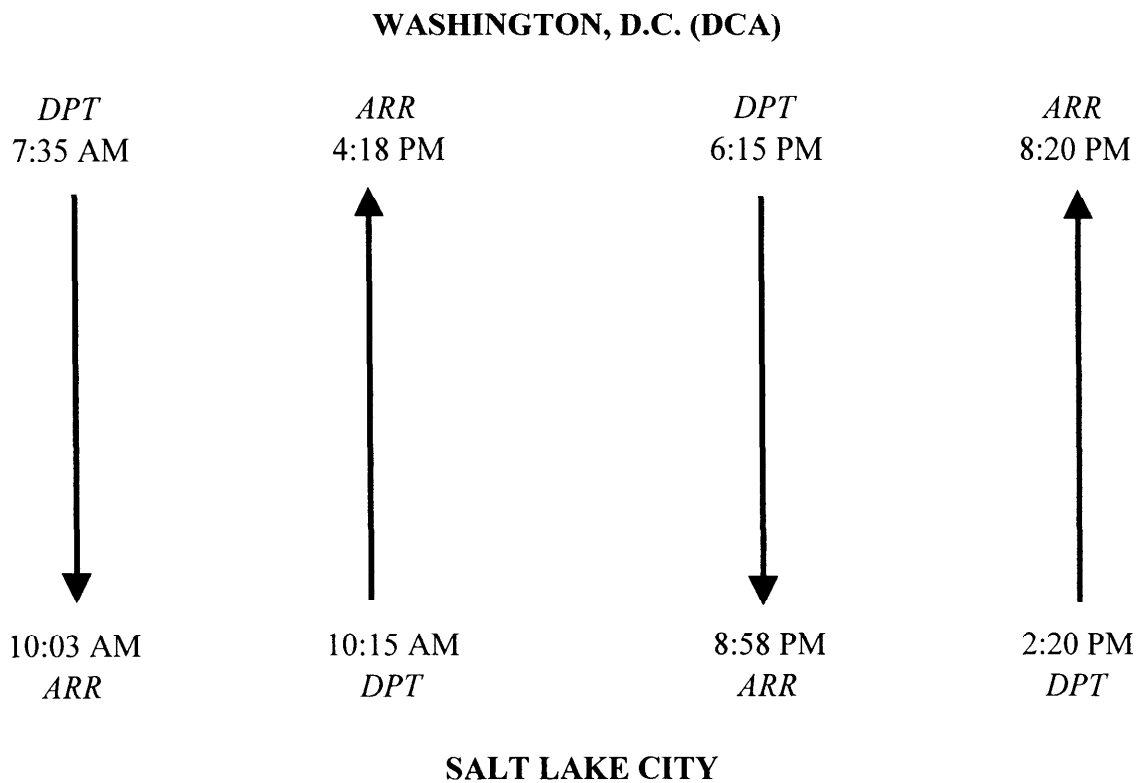 WASHINGTON, D.C. (DCA)
DPT ARR DPT ARR
7:35 AM 4:18 PM 6:15 PM 8:20 PM
10:03 AM 10:15 AM 8:58 PM 2:20 PM
ARR DPT ARR DPT
SALT LAKE CITY